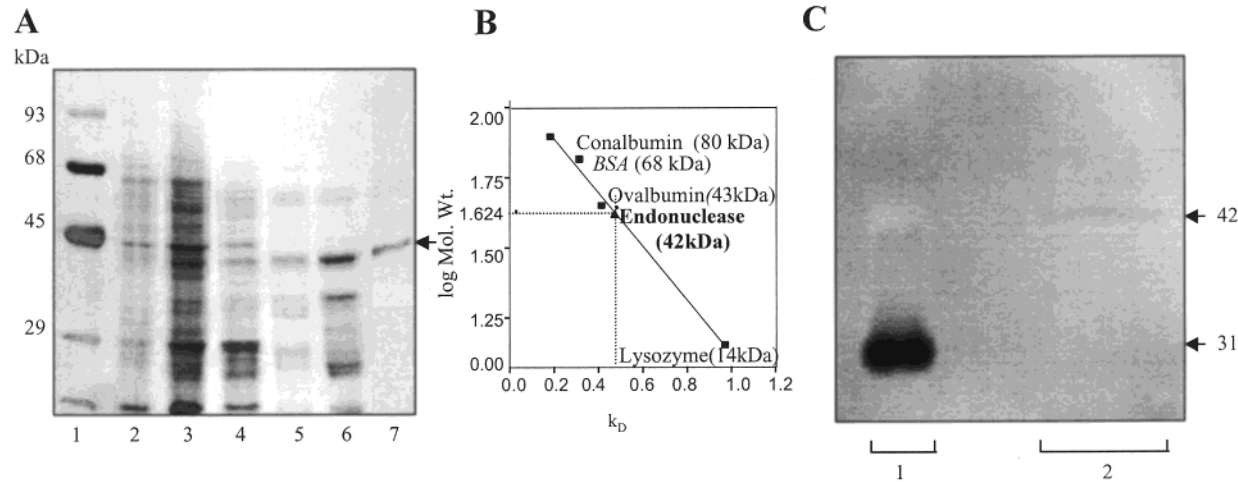 A
kDa
93
68
45
29
1 2 3 4 5 6 7
B
2.00
1.75
1.624
1.50
1.25
0.00
log Mol. Wt.
Conalbumin (80 kDa)
BSA (68 kDa)
Ovalbumin(43kDa)
Endonuclease
(42kDa)
Lysozyme(14kDa)
0.0 0.2 0.4 0.6 0.8 1.0 1.2
kD
C
42
31
1 2